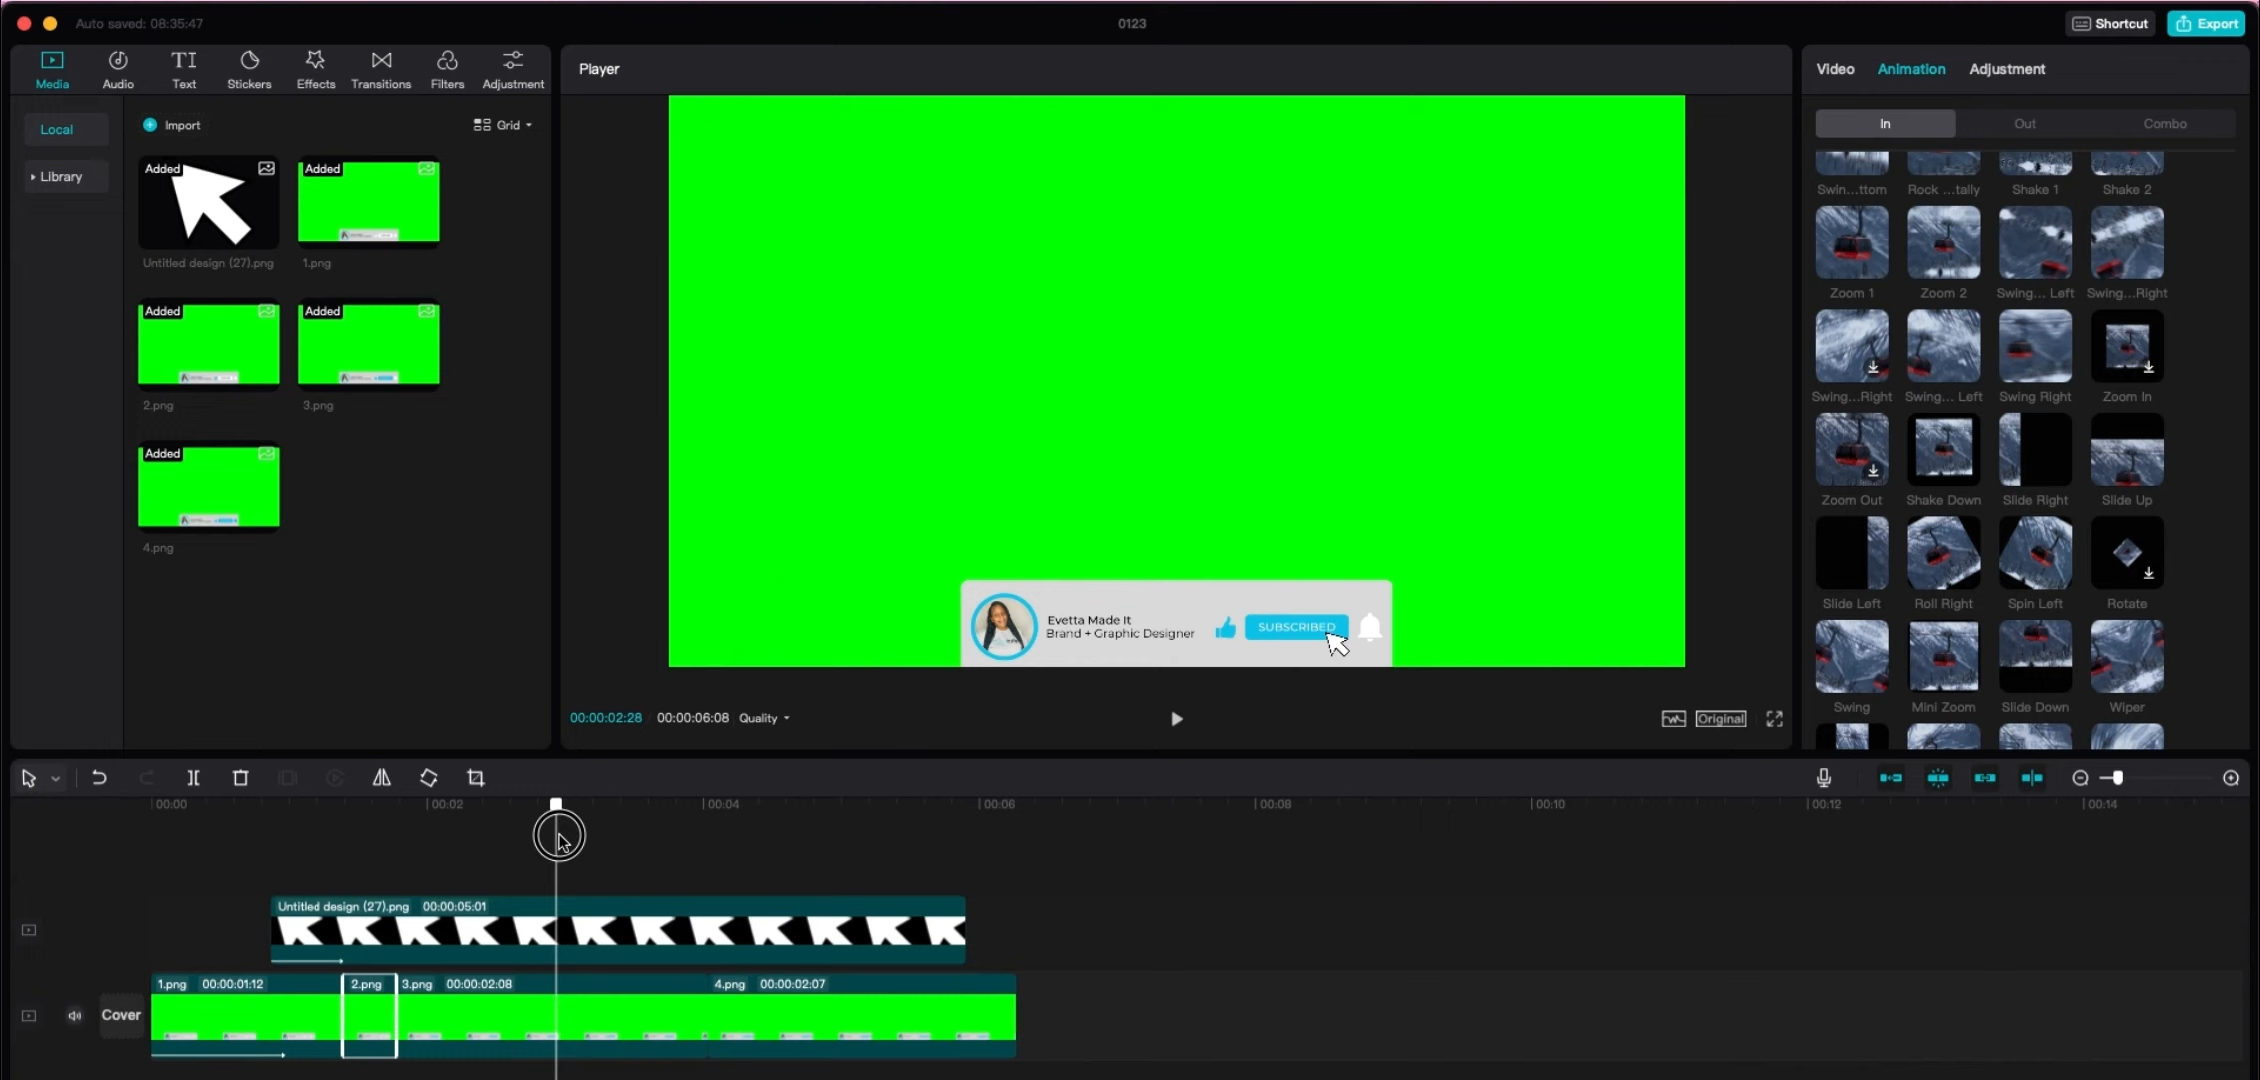 Auto saved: 08:35:47
0123
Shortcut
Export
Media
Audio
TI
Text
Stickers
Effects
Transitions
Filters
Adjustment
Local
Library
Import
Grid
Added
Untitled design (27).png
Added
1.png
Added
2.png
Added
3.png
Added
4.png
Player
Evetta Made It
Brand + Graphic Designer
SUBSCRIBED
00:00:02:28
00:00:06:08
Quality
Original
Video
Animation
Adjustment
In
Out
Combo
Swin...ttom
Rock ...tally
Shake 1
Shake 2
Zoom 1
Zoom 2
Swing... Left
Swing...Right
Swing...Right
Swing... Left
Swing Right
Zoom In
Zoom Out
Shake Down
Slide Right
Slide Up
Slide Left
Roll Right
Spin Left
Rotate
Swing
Mini Zoom
Slide Down
Wiper
00:00
00:02
00:04
00:06
00:08
00:10
00:12
00:14
Untitled design (27).png 00:00:05:01
1.png 00:00:01:12
2.png
3.png 00:00:02:08
4.png 00:00:02:07
Cover